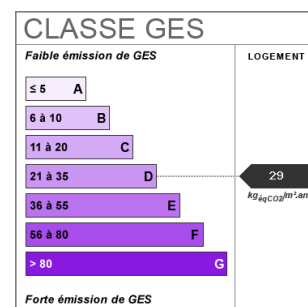 CLASSE GES
Faible émission de GES
LOGEMENT
≤ 5 A
6 à 10 B
11 à 20 C
21 à 35 D 29
kgéqCO2/m².an
36 à 55 E
56 à 80 F
> 80 G
Forte émission de GES